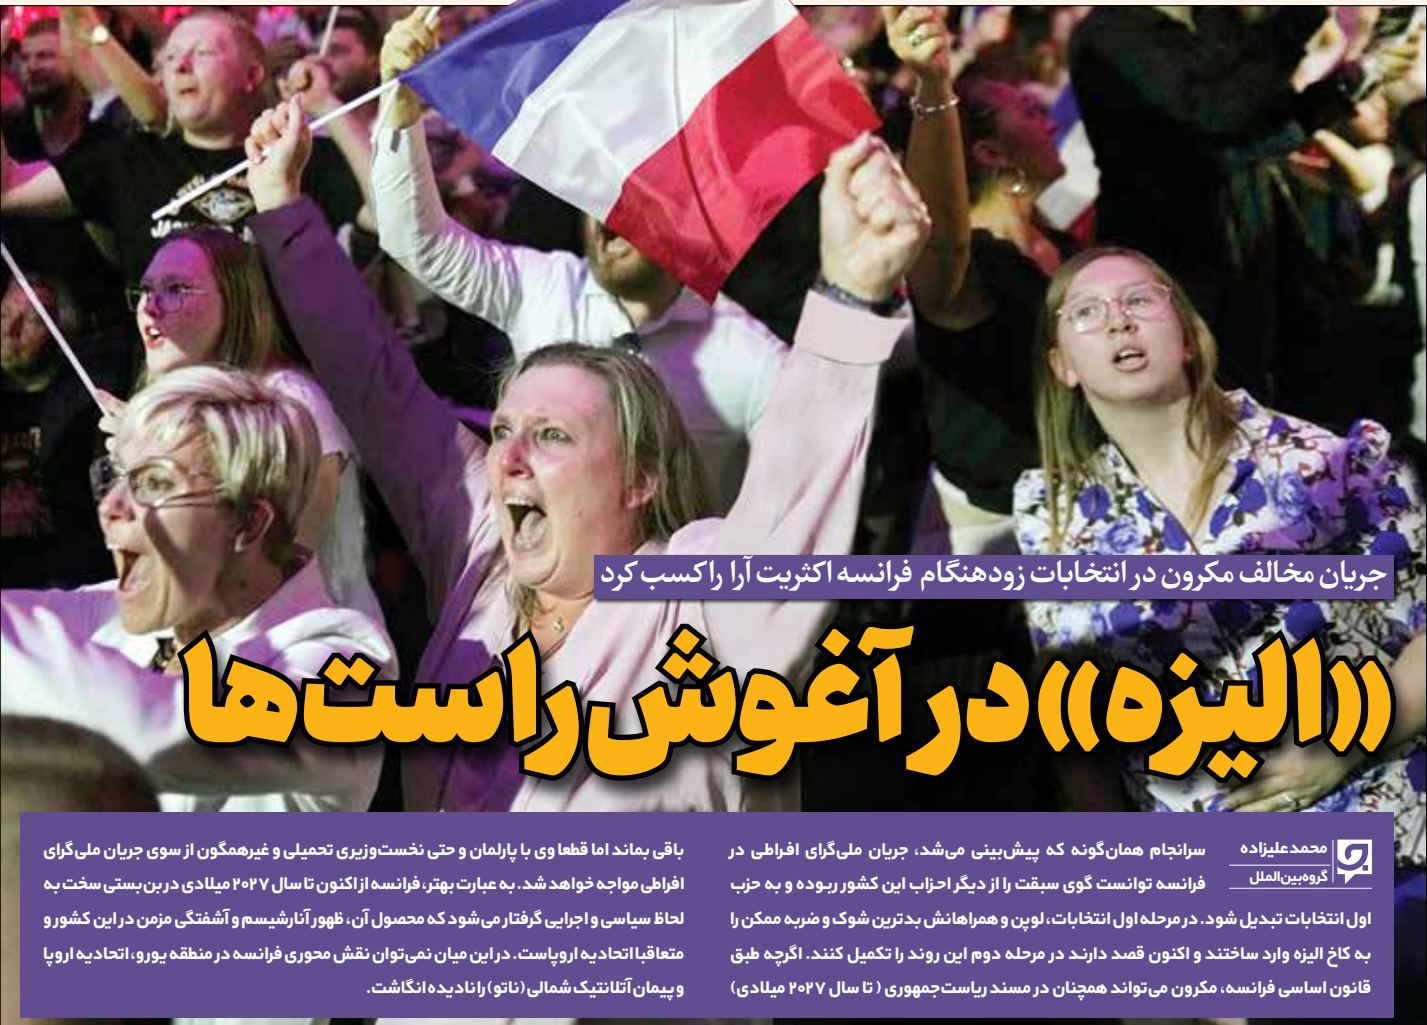 جریان مخالف مکرون در انتخابات زودهنگام فرانسه اکثریت آرا را کسب کرد
«الیزه» در آغوش راست‌ها
محمد علیزاده
گروه بین‌الملل
سرانجام همان‌گونه که پیش‌بینی می‌شد، جریان ملی‌گرای افراطی در
فرانسه توانست گوی سبقت را از دیگر احزاب این کشور ربوده و به حزب
اول انتخابات تبدیل شود. در مرحله اول انتخابات، لوپن و همراهانش بدترین شوک و ضربه ممکن را
به کاخ الیزه وارد ساختند و اکنون قصد دارند در مرحله دوم این روند را تکمیل کنند. اگرچه طبق
قانون اساسی فرانسه، مکرون می‌تواند همچنان در مسند ریاست‌جمهوری ( تا سال ۲۰۲۷ میلادی)
باقی بماند اما قطعا وی با پارلمان و حتی نخست‌وزیری تحمیلی و غیرهمگون از سوی جریان ملی‌گرای
افراطی مواجه خواهد شد. به عبارت بهتر، فرانسه از اکنون تا سال ۲۰۲۷ میلادی در بن‌بستی سخت به
لحاظ سیاسی و اجرایی گرفتار می‌شود که محصول آن، ظهور آنارشیسم و آشفتگی مزمن در این کشور و
متعاقبا اتحادیه اروپاست. در این میان نمی‌توان نقش محوری فرانسه در منطقه یورو، اتحادیه اروپا
و پیمان آتلانتیک شمالی (ناتو) را نادیده انگاشت.